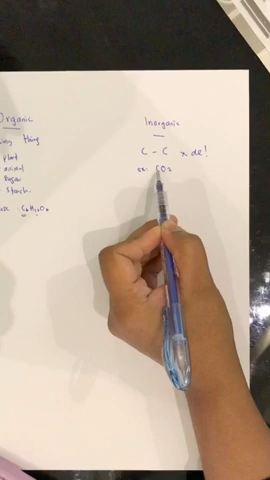 Organic
thing
Plant
animal
Sugar
Starch
C₆H₁₂O₆
Inorganic
C - C x de!
ex: CO₂